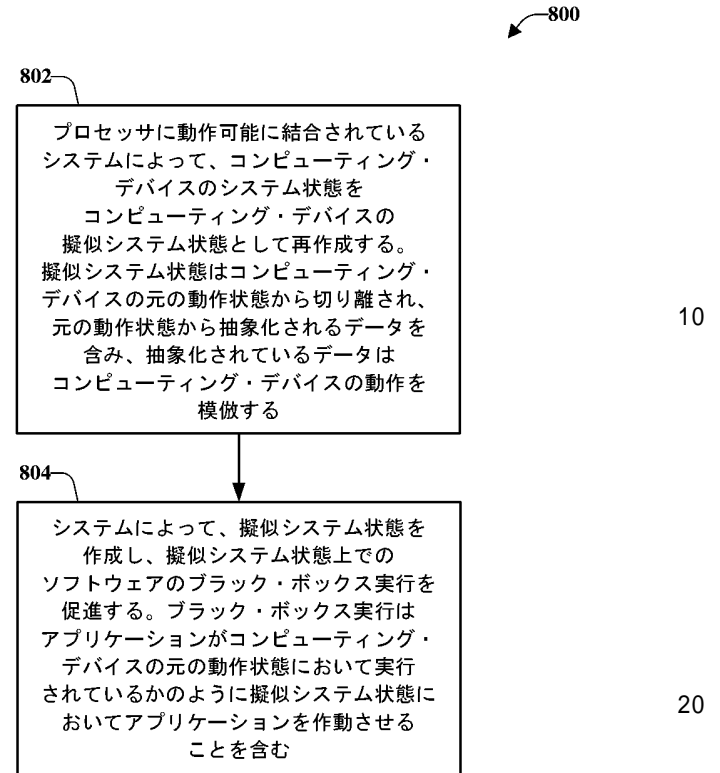 800
802
プロセッサに動作可能に結合されている
システムによって、コンピューティング・
デバイスのシステム状態を
コンピューティング・デバイスの
擬似システム状態として再作成する。
擬似システム状態はコンピューティング・
デバイスの元の動作状態から切り離され、
元の動作状態から抽象化されるデータを
含み、抽象化されているデータは
コンピューティング・デバイスの動作を
模倣する
10
804
システムによって、擬似システム状態を
作成し、擬似システム状態上での
ソフトウェアのブラック・ボックス実行を
促進する。ブラック・ボックス実行は
アプリケーションがコンピューティング・
デバイスの元の動作状態において実行
されているかのように擬似システム状態に
おいてアプリケーションを作動させる
ことを含む
20